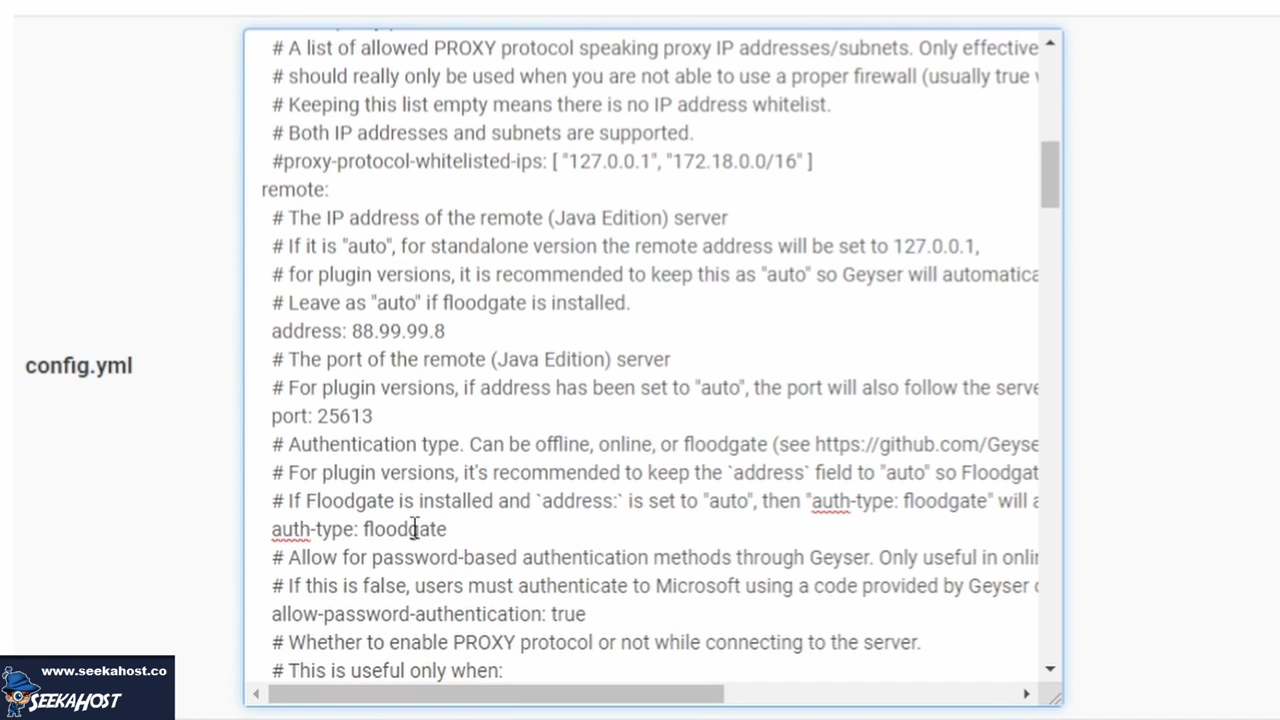 # A list of allowed PROXY protocol speaking proxy IP addresses/subnets. Only effective
# should really only be used when you are not able to use a proper firewall (usually true
# Keeping this list empty means there is no IP address whitelist.
# Both IP addresses and subnets are supported.
#proxy-protocol-whitelisted-ips: [ "127.0.0.1", "172.18.0.0/16" ]
remote:
# The IP address of the remote (Java Edition) server
# If it is "auto", for standalone version the remote address will be set to 127.0.0.1,
# for plugin versions, it is recommended to keep this as "auto" so Geyser will automatica
# Leave as "auto" if floodgate is installed.
address: 88.99.99.8
# The port of the remote (Java Edition) server
config.yml
# For plugin versions, if address has been set to "auto", the port will also follow the serve
port: 25613
# Authentication type. Can be offline, online, or floodgate (see https://github.com/Geyse
# For plugin versions, it's recommended to keep the `address` field to "auto" so Floodgat
# If Floodgate is installed and `address:` is set to "auto", then "auth-type: floodgate" will a
auth-type: floodgate
# Allow for password-based authentication methods through Geyser. Only useful in onlin
# If this is false, users must authenticate to Microsoft using a code provided by Geyser
allow-password-authentication: true
# Whether to enable PROXY protocol or not while connecting to the server.
# This is useful only when:
www.seekahost.co
SEEKAHOST